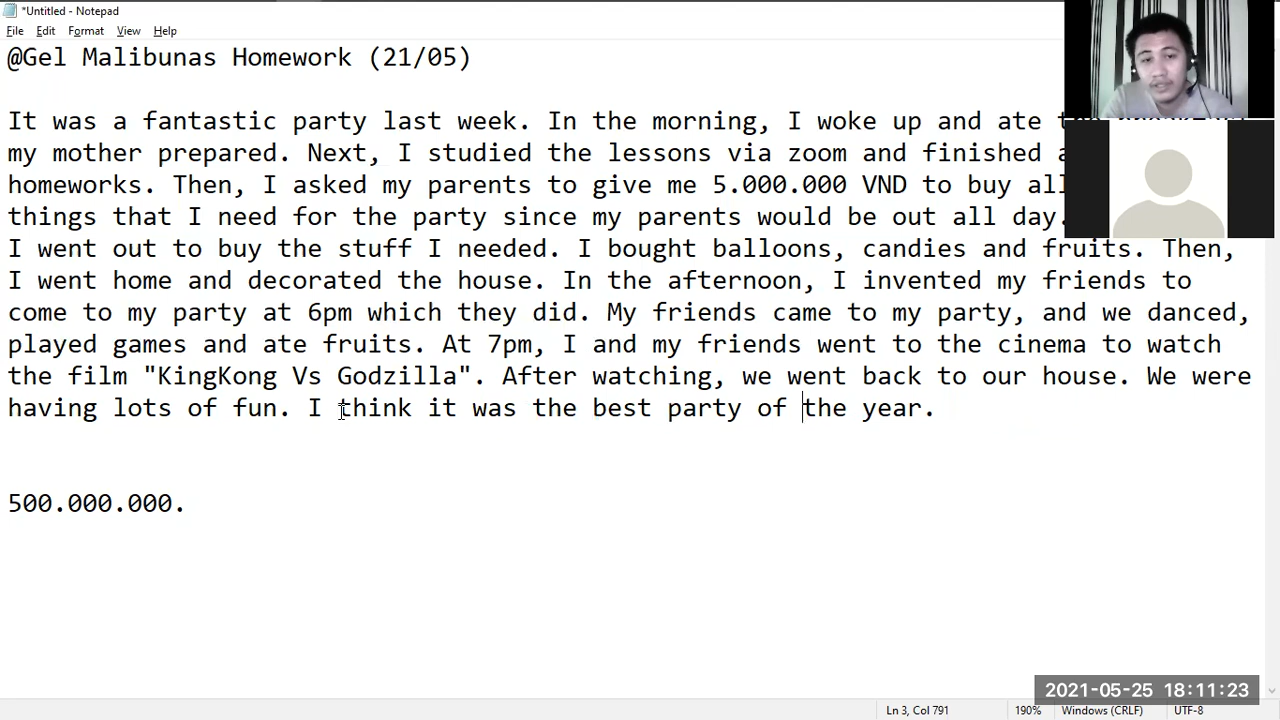 *Untitled - Notepad
File Edit Format View Help
@Gel Malibunas Homework (21/05)
It was a fantastic party last week. In the morning, I woke up and ate
my mother prepared. Next, I studied the lessons via zoom and finished
homeworks. Then, I asked my parents to give me 5.000.000 VND to buy all
things that I need for the party since my parents would be out all day.
I went out to buy the stuff I needed. I bought balloons, candies and fruits. Then,
I went home and decorated the house. In the afternoon, I invented my friends to
come to my party at 6pm which they did. My friends came to my party, and we danced,
played games and ate fruits. At 7pm, I and my friends went to the cinema to watch
the film "KingKong Vs Godzilla". After watching, we went back to our house. We were
having lots of fun. I think it was the best party of the year.
500.000.000.
2021-05-25 18:11:23
Ln 3, Col 791 190% Windows (CRLF) UTF-8